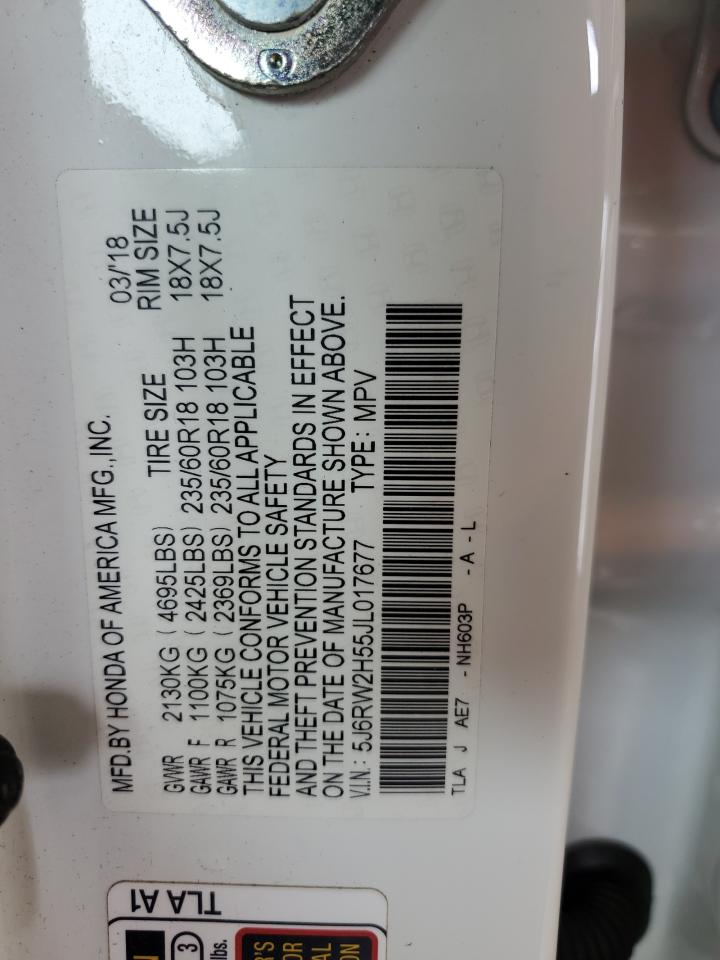 MFD.BY HONDA OF AMERICA MFG.,INC. 03/'18
TIRE SIZE RIM SIZE
GVWR 2130KG ( 4695LBS)
GAWR F 1100KG ( 2425LBS) 235/60R18 103H 18X7.5J
GAWR R 1075KG ( 2369LBS) 235/60R18 103H 18X7.5J
THIS VEHICLE CONFORMS TO ALL APPLICABLE
FEDERAL MOTOR VEHICLE SAFETY
AND THEFT PREVENTION STANDARDS IN EFFECT
ON THE DATE OF MANUFACTURE SHOWN ABOVE.
V.I.N.: 5J6RW2H55JL017677 TYPE: MPV
TLA J AE7 - NH603P - A - L
TLA A1
3
lbs.